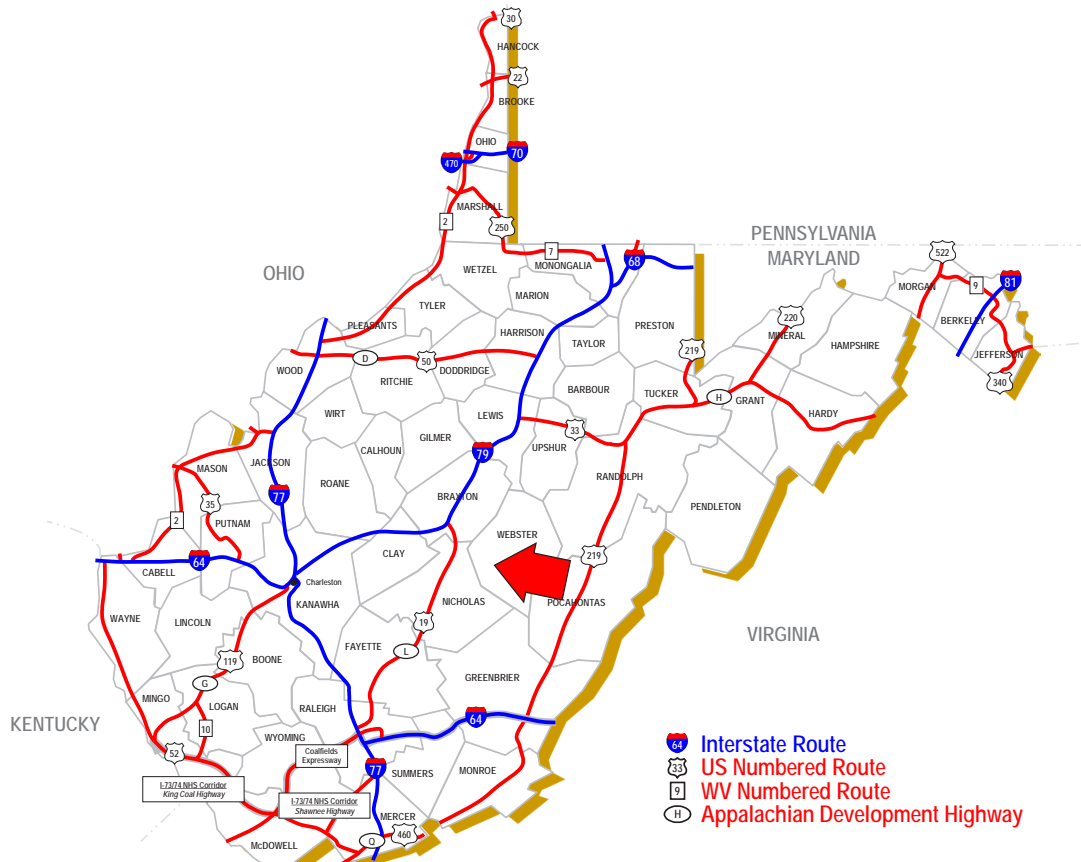 30
HANCOCK
22
BROOKE
OHIO
470
70
MARSHALL
2
250
PENNSYLVANIA
MARYLAND
OHIO
7
68
WETZEL
MONONGALIA
522
MORGAN
9
81
BERKELEY
JEFFERSON
340
MARION
TYLER
PLEASANTS
HARRISON
TAYLOR
PRESTON
220
MINERAL
HAMPSHIRE
WOOD
D
50
RITCHIE
DODDRIDGE
219
BARBOUR
TUCKER
H
GRANT
HARDY
WIRT
LEWIS
GILMER
CALHOUN
33
UPSHUR
79
RANDOLPH
MASON
JACKSON
ROANE
77
35
2
PUTNAM
BRAXTON
PENDLETON
WEBSTER
CLAY
219
64
CABELL
Charleston
KANAWHA
NICHOLAS
POCAHONTAS
WAYNE
LINCOLN
19
VIRGINIA
119
BOONE
FAYETTE
L
GREENBRIER
G
MINGO
LOGAN
RALEIGH
KENTUCKY
10
WYOMING
64
52
Coalfields
Expressway
77
SUMMERS
MONROE
I-73/74 NHS Corridor
King Coal Highway
I-73/74 NHS Corridor
Shawnee Highway
MERCER
Q
460
McDOWELL
64 Interstate Route
33 US Numbered Route
9 WV Numbered Route
H Appalachian Development Highway